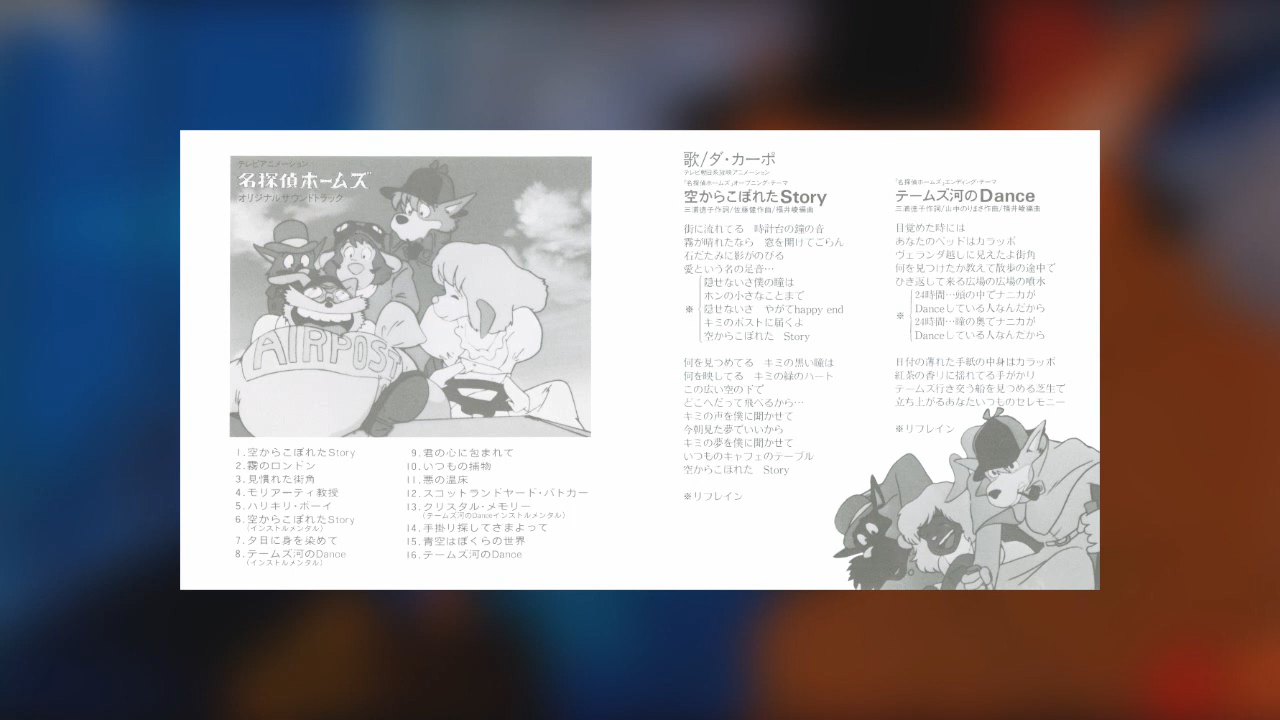 テレビアニメーション
名探偵ホームズ
オリジナルサウンドトラック
AIRPOST
1.空からこぼれたStory
2.霧のロンドン
3.見慣れた街角
4.モリアーティ教授
5.ハリキリ・ボーイ
6.空からこぼれたStory
(インストルメンタル)
7.夕日に身を染めて
8.テームズ河のDance
(インストルメンタル)
9.君の心に包まれて
10.いつもの捕物
11.悪の温床
12.スコットランドヤード・パトカー
13.クリスタル・メモリー
(テームズ河のDanceインストルメンタル)
14.手掛り探してさまよって
15.青空はぼくらの世界
16.テームズ河のDance
歌/ダ・カーポ
テレビ朝日系放映アニメーション
「名探偵ホームズ」オープニング・テーマ
空からこぼれたStory
三浦徳子作詞/佐藤健作曲/福井崚編曲
街に流れてる 時計台の鐘の音
霧が晴れたなら 窓を開けてごらん
石だたみに影がのびる
愛という名の足音…
隠せないさ僕の瞳は
ホンの小さなことまで
※ 隠せないさ やがてhappy end
キミのポストに届くよ
空からこぼれた Story
何を見つめてる キミの黒い瞳は
何を映してる キミの緑のハート
この広い空の下で
どこへだって飛べるから…
キミの声を僕に聞かせて
今朝見た夢でいいから
キミの夢を僕に聞かせて
いつものキャフェのテーブル
空からこぼれた Story
※リフレイン
「名探偵ホームズ」エンディング・テーマ
テームズ河のDance
三浦徳子作詞/山中のりまさ作曲/福井崚編曲
目覚めた時には
あなたのベッドはカラッポ
ヴェランダ越しに見えたよ街角
何を見つけたか教えて散歩の途中で
ひき返して来る広場の広場の噴水
24時間…頭の中でナニカが
Danceしている人なんだから
※ 24時間…瞳の奥でナニカが
Danceしている人なんだから
日付の薄れた手紙の中身はカラッポ
紅茶の香りに揺れてる手がかり
テームズ行き交う船を見つめる芝生で
立ち上がるあなたいつものセレモニー
※リフレイン